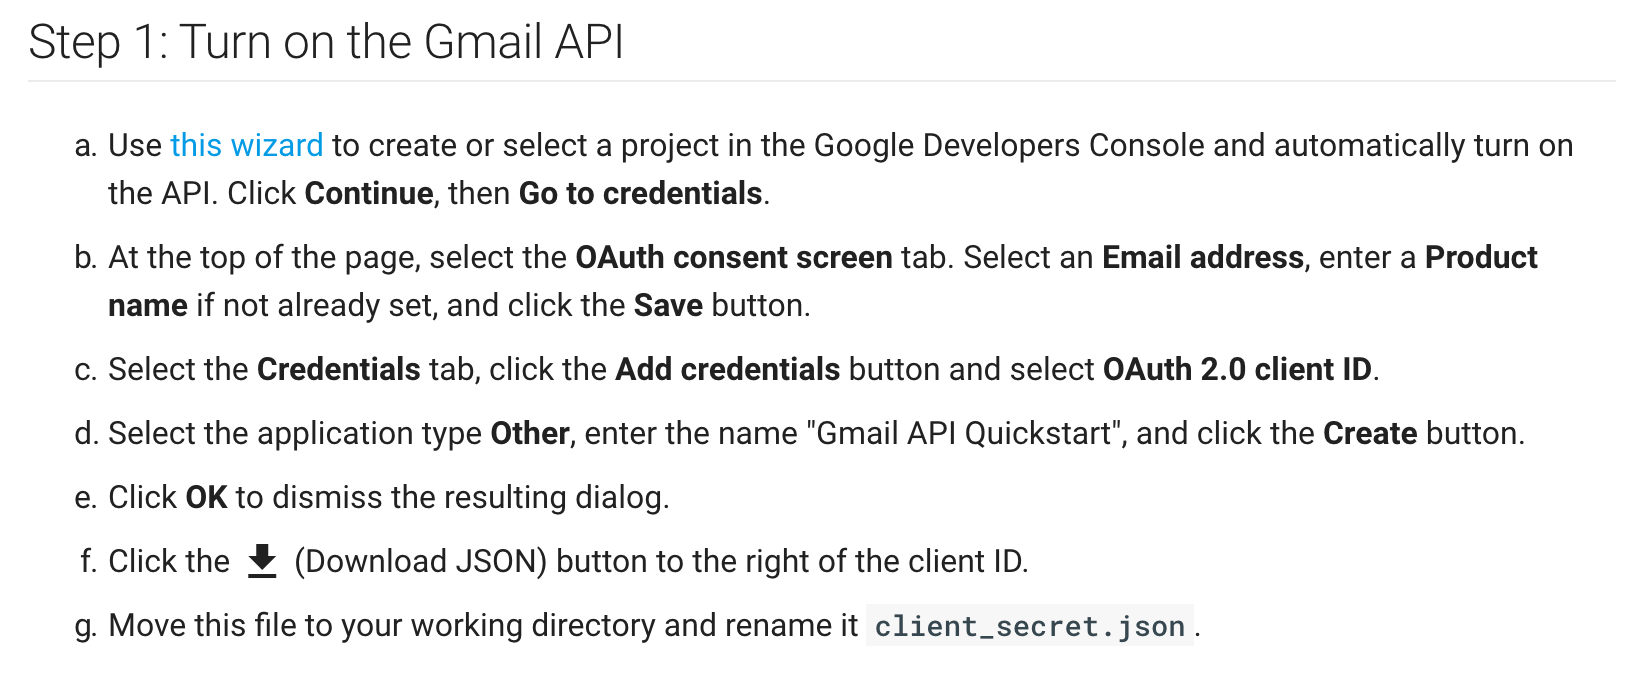 Step 1: Turn on the Gmail API
a. Use this wizard to create or select a project in the Google Developers Console and automatically turn on
the API. Click Continue, then Go to credentials.
b. At the top of the page, select the OAuth consent screen tab. Select an Email address, enter a Product
name if not already set, and click the Save button.
c. Select the Credentials tab, click the Add credentials button and select OAuth 2.0 client ID.
d. Select the application type Other, enter the name "Gmail API Quickstart", and click the Create button.
e. Click OK to dismiss the resulting dialog.
f. Click the (Download JSON) button to the right of the client ID.
g. Move this file to your working directory and rename it client_secret.json.